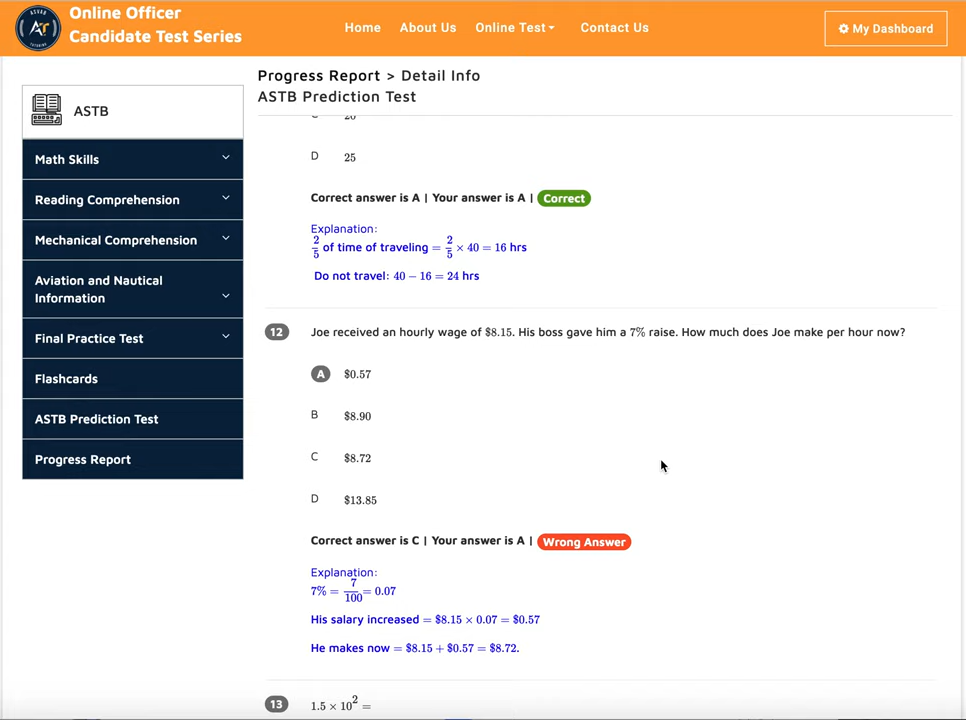 Online Officer
Candidate Test Series
Home
About Us
Online Test
Contact Us
My Dashboard
ASTB
Math Skills
Reading Comprehension
Mechanical Comprehension
Aviation and Nautical
Information
Final Practice Test
Flashcards
ASTB Prediction Test
Progress Report
Progress Report > Detail Info
ASTB Prediction Test
D 25
Correct answer is A | Your answer is A | Correct
Explanation:
2/5 of time of traveling = 2/5 × 40 = 16 hrs
Do not travel: 40 − 16 = 24 hrs
12 Joe received an hourly wage of $8.15. His boss gave him a 7% raise. How much does Joe make per hour now?
A $0.57
B $8.90
C $8.72
D $13.85
Correct answer is C | Your answer is A | Wrong Answer
Explanation:
7% = 7/100 = 0.07
His salary increased = $8.15 × 0.07 = $0.57
He makes now = $8.15 + $0.57 = $8.72.
13 1.5 × 10² =